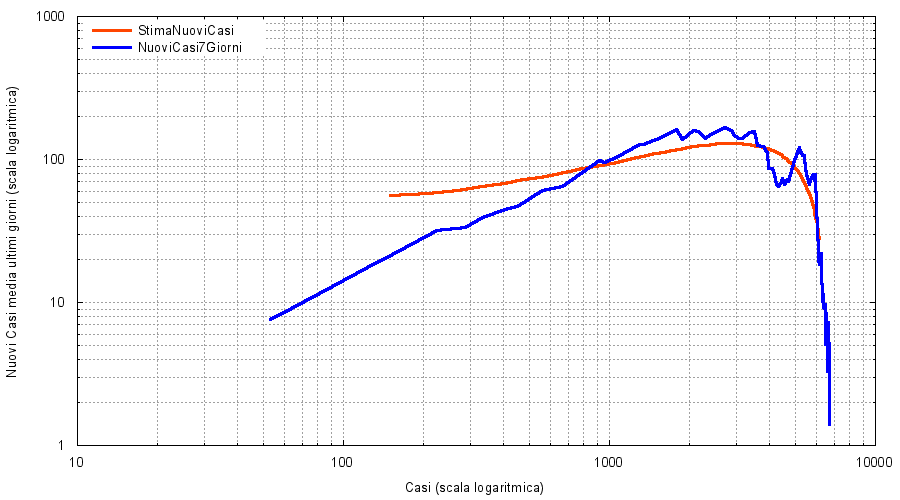 1000
StimaNuoviCasi
NuoviCasi7Giorni
Nuovi Casi media ultimi giorni (scala logaritmica)
100
10
1
10
100
1000
10000
Casi (scala logaritmica)